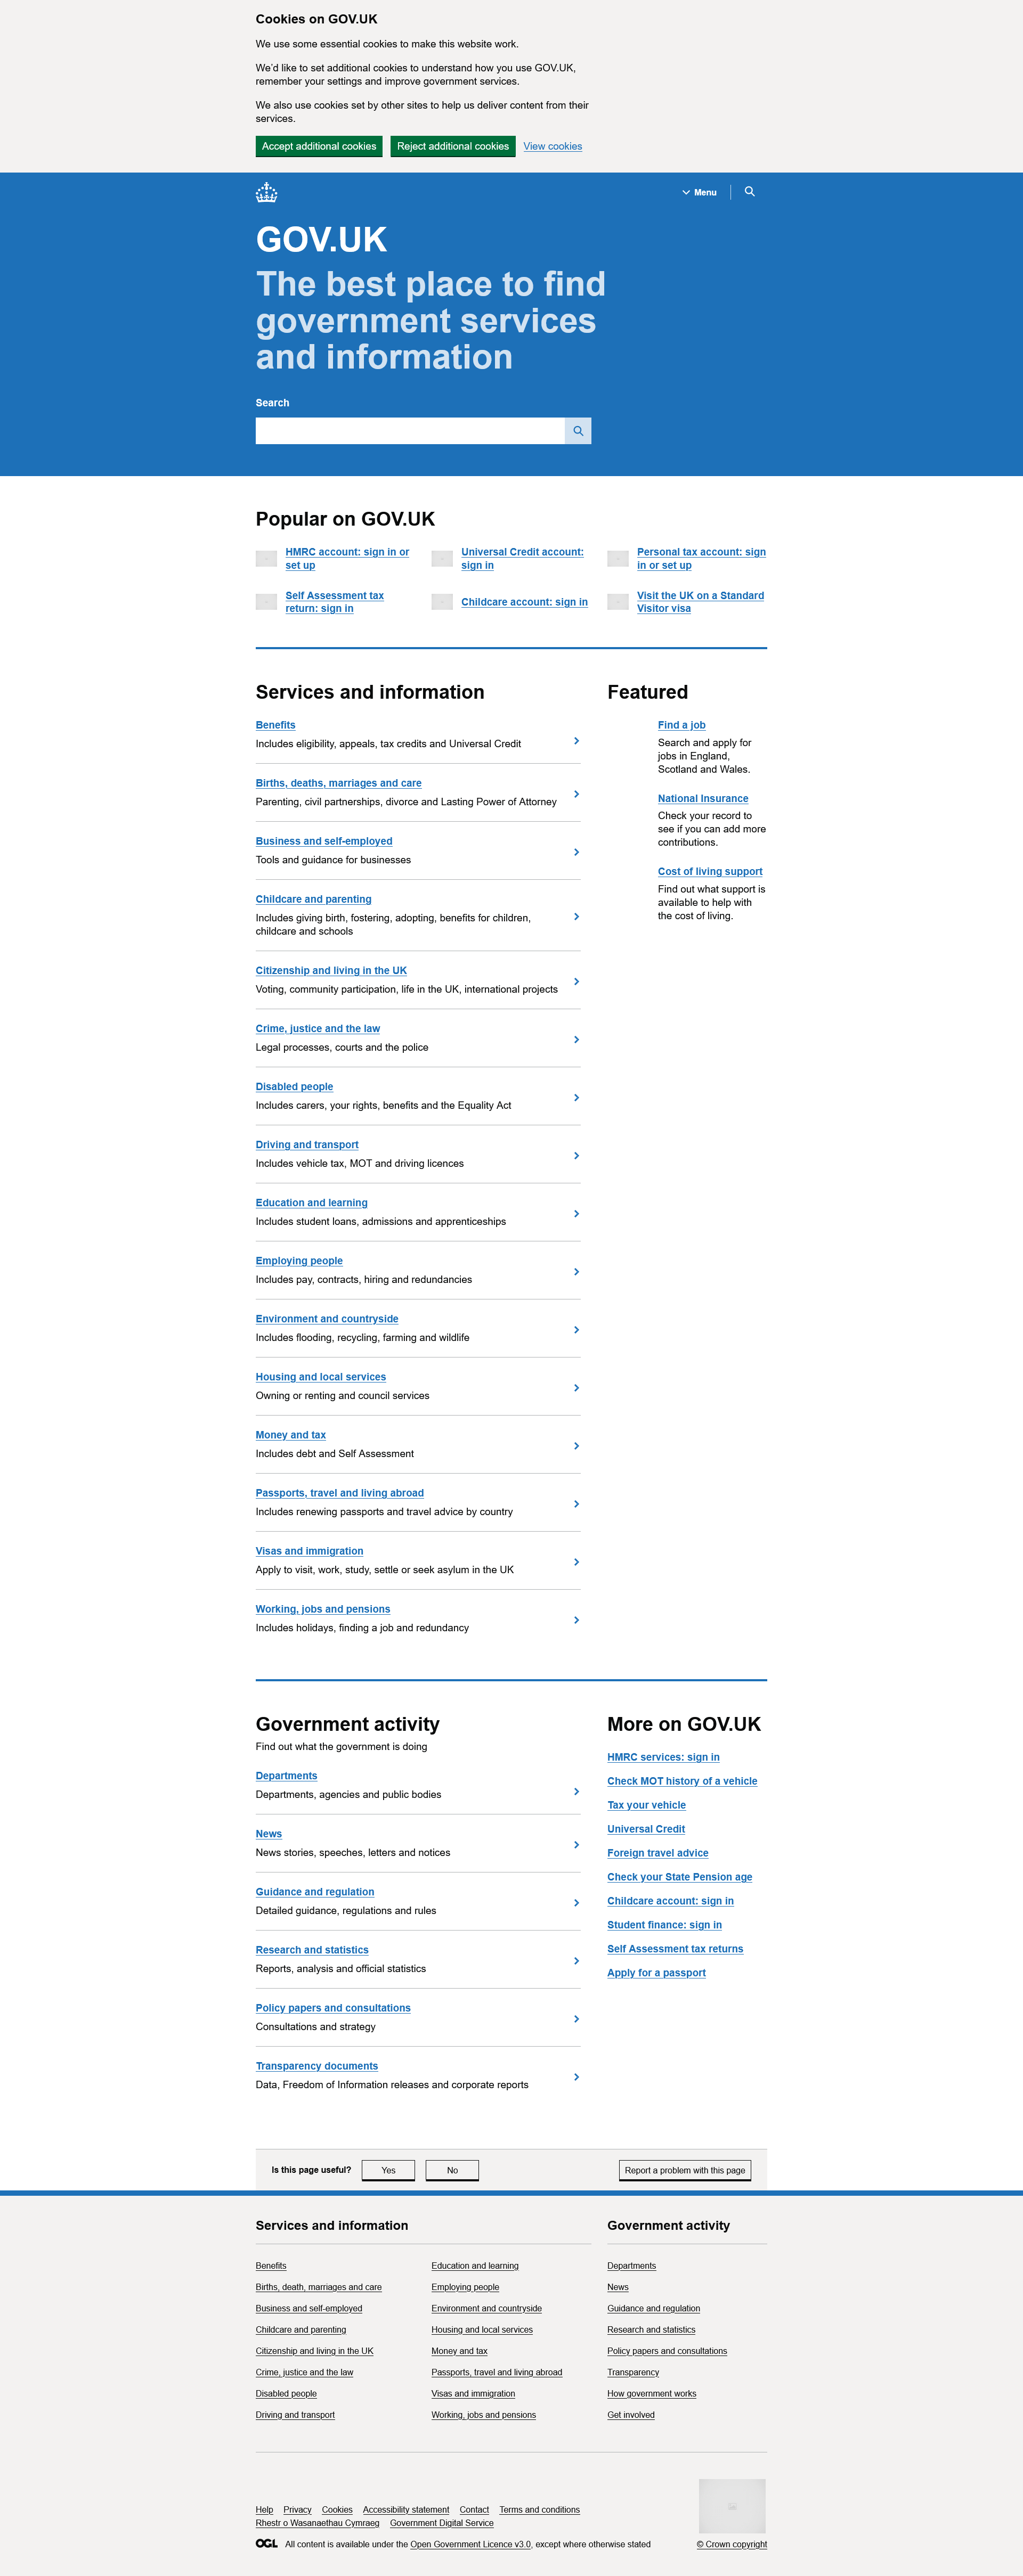 Cookies on GOV.UK
We use some essential cookies to make this website work.
We'd like to set additional cookies to understand how you use GOV.UK,
remember your settings and improve government services.
We also use cookies set by other sites to help us deliver content from their
services.
Accept additional cookies
Reject additional cookies
View cookies
Menu
GOV.UK
The best place to find
government services
and information
Search
Popular on GOV.UK
HMRC account: sign in or
set up
Universal Credit account:
sign in
Personal tax account: sign
in or set up
Self Assessment tax
return: sign in
Childcare account: sign in
Visit the UK on a Standard
Visitor visa
Services and information
Benefits
Includes eligibility, appeals, tax credits and Universal Credit
Births, deaths, marriages and care
Parenting, civil partnerships, divorce and Lasting Power of Attorney
Business and self-employed
Tools and guidance for businesses
Childcare and parenting
Includes giving birth, fostering, adopting, benefits for children,
childcare and schools
Citizenship and living in the UK
Voting, community participation, life in the UK, international projects
Crime, justice and the law
Legal processes, courts and the police
Disabled people
Includes carers, your rights, benefits and the Equality Act
Driving and transport
Includes vehicle tax, MOT and driving licences
Education and learning
Includes student loans, admissions and apprenticeships
Employing people
Includes pay, contracts, hiring and redundancies
Environment and countryside
Includes flooding, recycling, farming and wildlife
Housing and local services
Owning or renting and council services
Money and tax
Includes debt and Self Assessment
Passports, travel and living abroad
Includes renewing passports and travel advice by country
Visas and immigration
Apply to visit, work, study, settle or seek asylum in the UK
Working, jobs and pensions
Includes holidays, finding a job and redundancy
Featured
Find a job
Search and apply for
jobs in England,
Scotland and Wales.
National Insurance
Check your record to
see if you can add more
contributions.
Cost of living support
Find out what support is
available to help with
the cost of living.
Government activity
Find out what the government is doing
Departments
Departments, agencies and public bodies
News
News stories, speeches, letters and notices
Guidance and regulation
Detailed guidance, regulations and rules
Research and statistics
Reports, analysis and official statistics
Policy papers and consultations
Consultations and strategy
Transparency documents
Data, Freedom of Information releases and corporate reports
More on GOV.UK
HMRC services: sign in
Check MOT history of a vehicle
Tax your vehicle
Universal Credit
Foreign travel advice
Check your State Pension age
Childcare account: sign in
Student finance: sign in
Self Assessment tax returns
Apply for a passport
Is this page useful?
Yes
No
Report a problem with this page
Services and information
Benefits
Births, death, marriages and care
Business and self-employed
Childcare and parenting
Citizenship and living in the UK
Crime, justice and the law
Disabled people
Driving and transport
Education and learning
Employing people
Environment and countryside
Housing and local services
Money and tax
Passports, travel and living abroad
Visas and immigration
Working, jobs and pensions
Government activity
Departments
News
Guidance and regulation
Research and statistics
Policy papers and consultations
Transparency
How government works
Get involved
Help Privacy Cookies Accessibility statement Contact Terms and conditions
Rhestr o Wasanaethau Cymraeg Government Digital Service
OGL All content is available under the Open Government Licence v3.0, except where otherwise stated
© Crown copyright